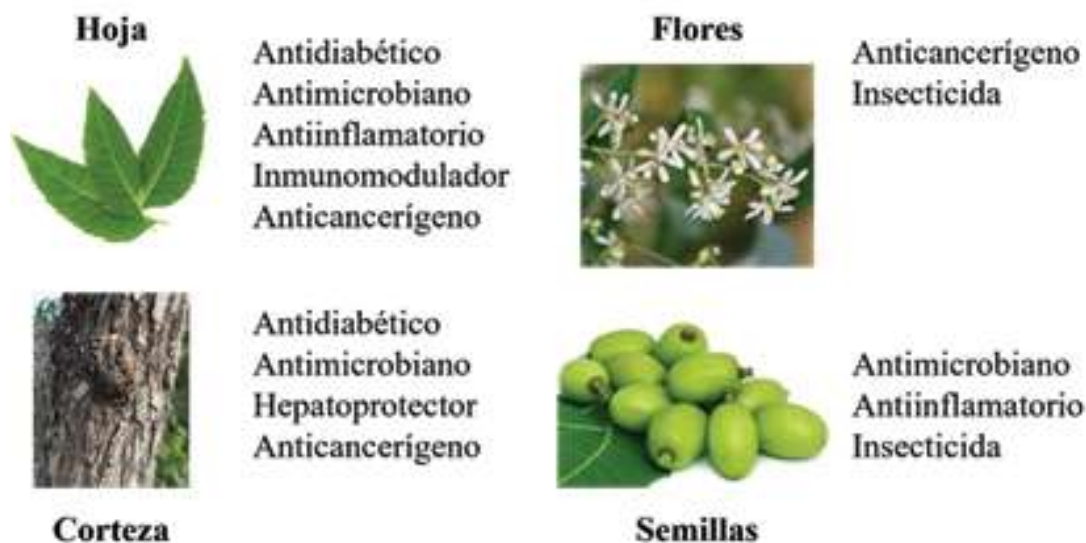 Hoja
Antidiabético
Antimicrobiano
Antiinflamatorio
Inmunomodulador
Anticancerígeno
Flores
Anticancerígeno
Insecticida
Antidiabético
Antimicrobiano
Hepatoprotector
Anticancerígeno
Corteza
Antimicrobiano
Antiinflamatorio
Insecticida
Semillas